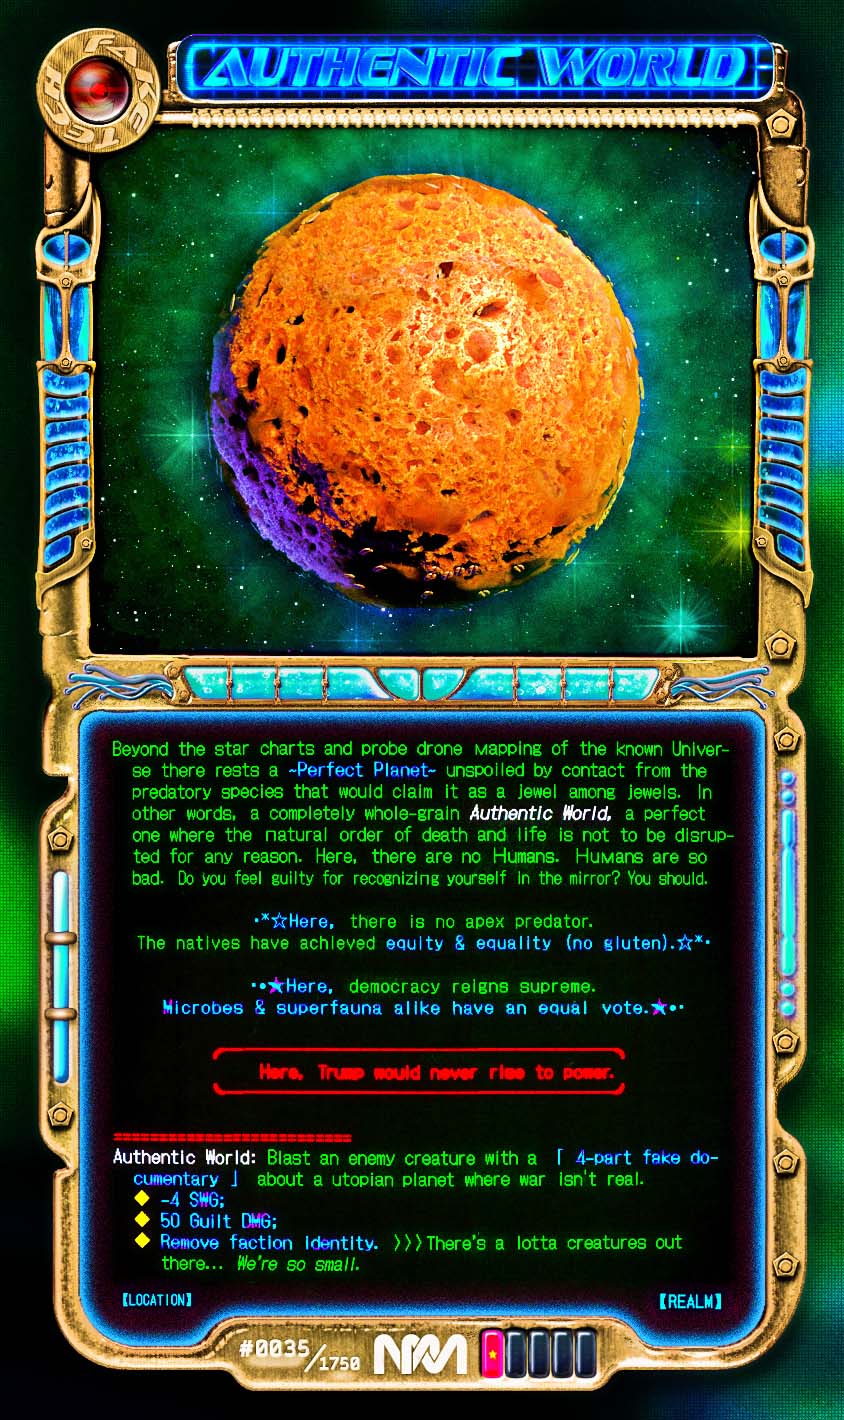 FAKE TECH
AUTHENTIC WORLD
Beyond the star charts and probe drone mapping of the known Univer-
se there rests a ~Perfect Planet~ unspoiled by contact from the
predatory species that would claim it as a jewel among jewels. In
other words, a completely whole-grain Authentic World, a perfect
one where the natural order of death and life is not to be disrup-
ted for any reason. Here, there are no Humans. Humans are so
bad. Do you feel guilty for recognizing yourself in the mirror? You should.
·*☆Here, there is no apex predator.
The natives have achieved equity & equality (no gluten).☆*·
·•★Here, democracy reigns supreme.
Microbes & superfauna alike have an equal vote.★•·
Here, Trump would never rise to power.
==========================
Authentic World: Blast an enemy creature with a 「 4-part fake do-
cumentary 」 about a utopian planet where war isn't real.
◆ -4 SWG;
◆ 50 Guilt DMG;
◆ Remove faction identity. 》》》There's a lotta creatures out
there... We're so small.
【LOCATION】
【REALM】
#0035/1750 NPM